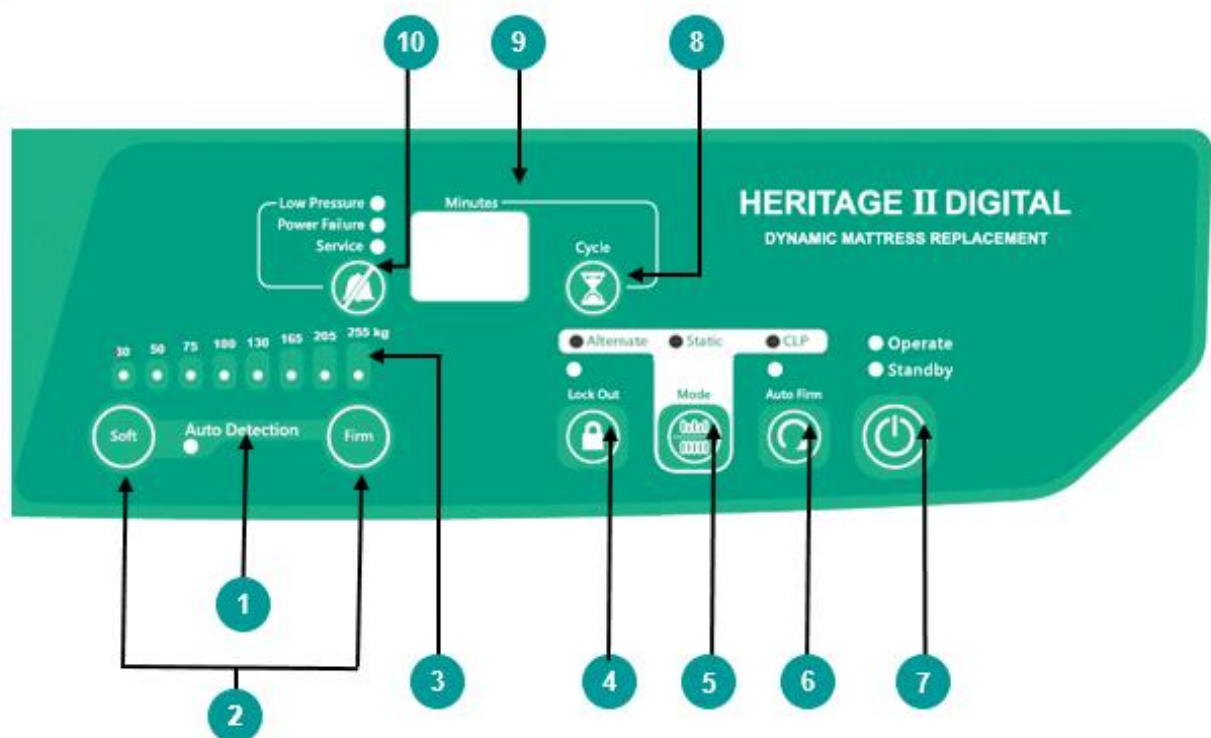 10
9
8
HERITAGE II DIGITAL
DYNAMIC MATTRESS REPLACEMENT
Low Pressure
Power Failure
Service
Minutes
Cycle
30 50 75 100 130 165 205 255 kg
Alternate Static CLP
Operate
Standby
Lock Out Mode Auto Firm
Soft Auto Detection Firm
1
2
3
4
5
6
7